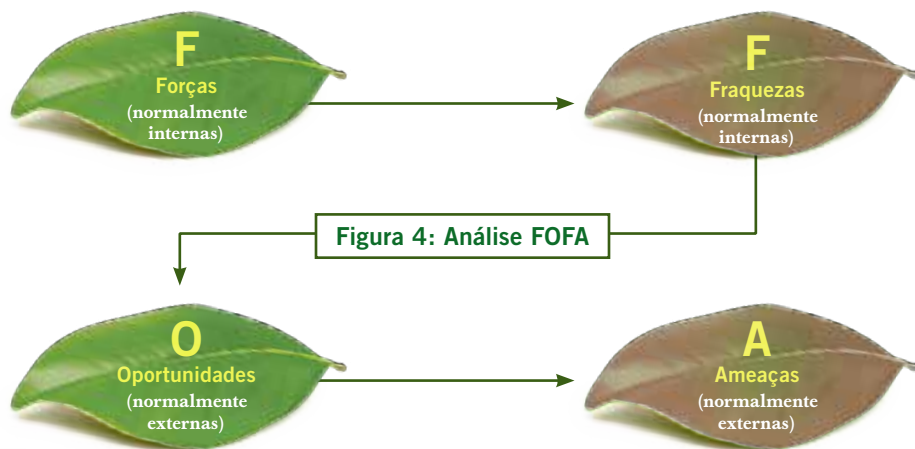 F
Forças
(normalmente
internas)
F
Fraquezas
(normalmente
internas)
Figura 4: Análise FOFA
O
Oportunidades
(normalmente
externas)
A
Ameaças
(normalmente
externas)